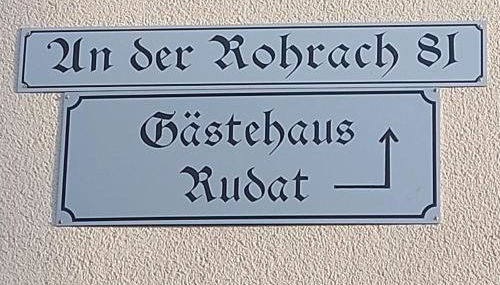 An der Rohrach 81
Gästehaus
Rudat